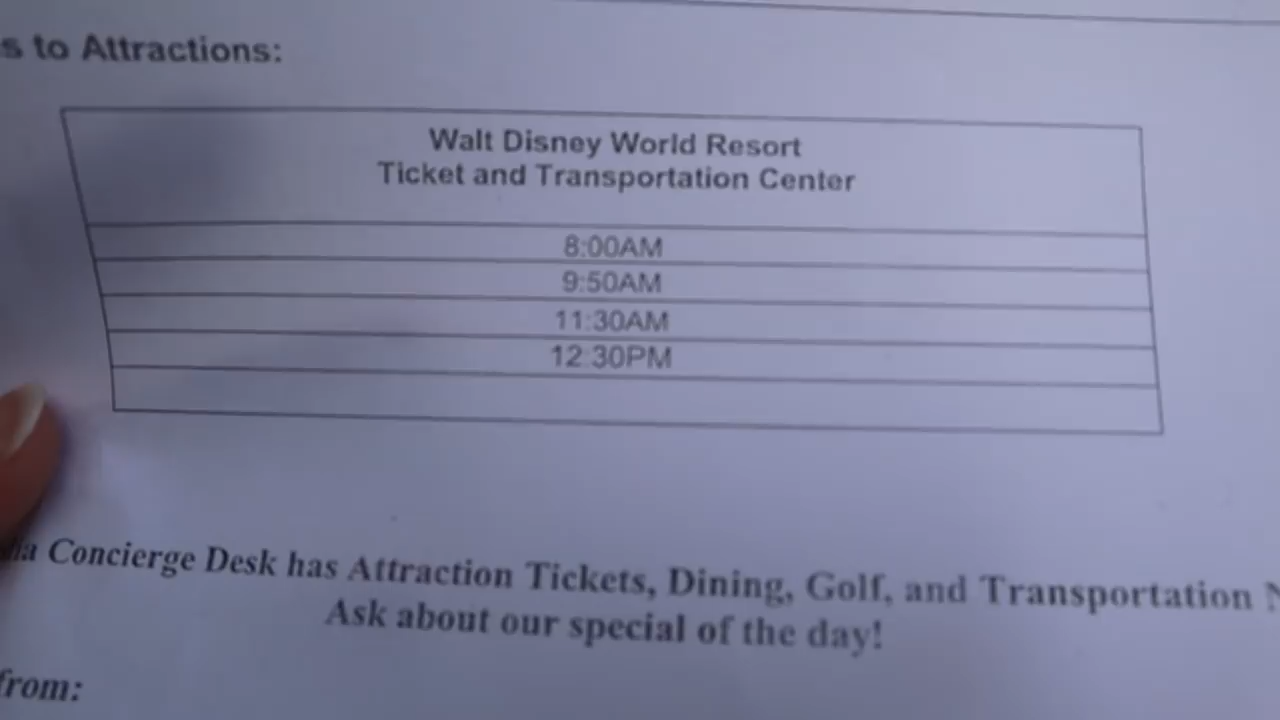 to Attractions:
Walt Disney World Resort
Ticket and Transportation Center
8:00AM
9:50AM
11:30AM
12:30PM
Concierge Desk has Attraction Tickets, Dining, Golf, and Transportation
Ask about our special of the day!
from: